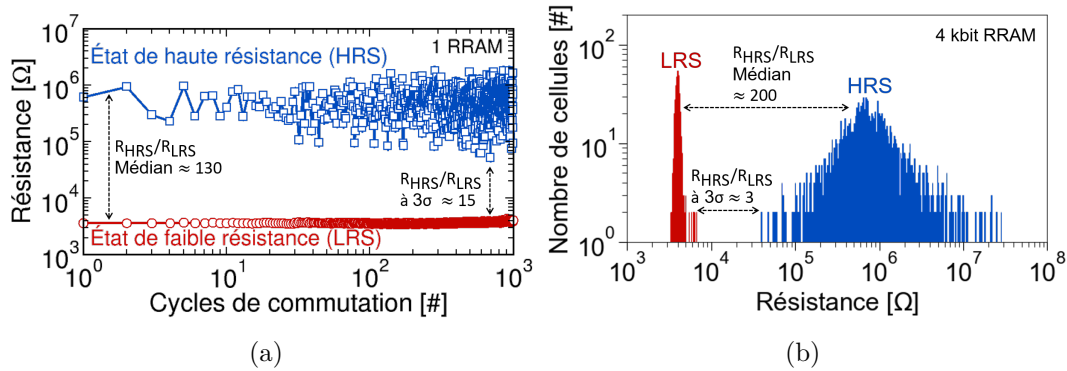 Résistance [Ω]
10⁷
10⁶
10⁵
10⁴
10³
1 RRAM
État de haute résistance (HRS)
R_HRS/R_LRS
Médian ≈ 130
R_HRS/R_LRS
à 3σ ≈ 15
État de faible résistance (LRS)
10⁰ 10¹ 10² 10³
Cycles de commutation [#]
(a)
Nombre de cellules [#]
10²
10¹
10⁰
4 kbit RRAM
LRS
R_HRS/R_LRS
Médian
≈ 200
HRS
R_HRS/R_LRS
à 3σ ≈ 3
10³ 10⁴ 10⁵ 10⁶ 10⁷ 10⁸
Résistance [Ω]
(b)